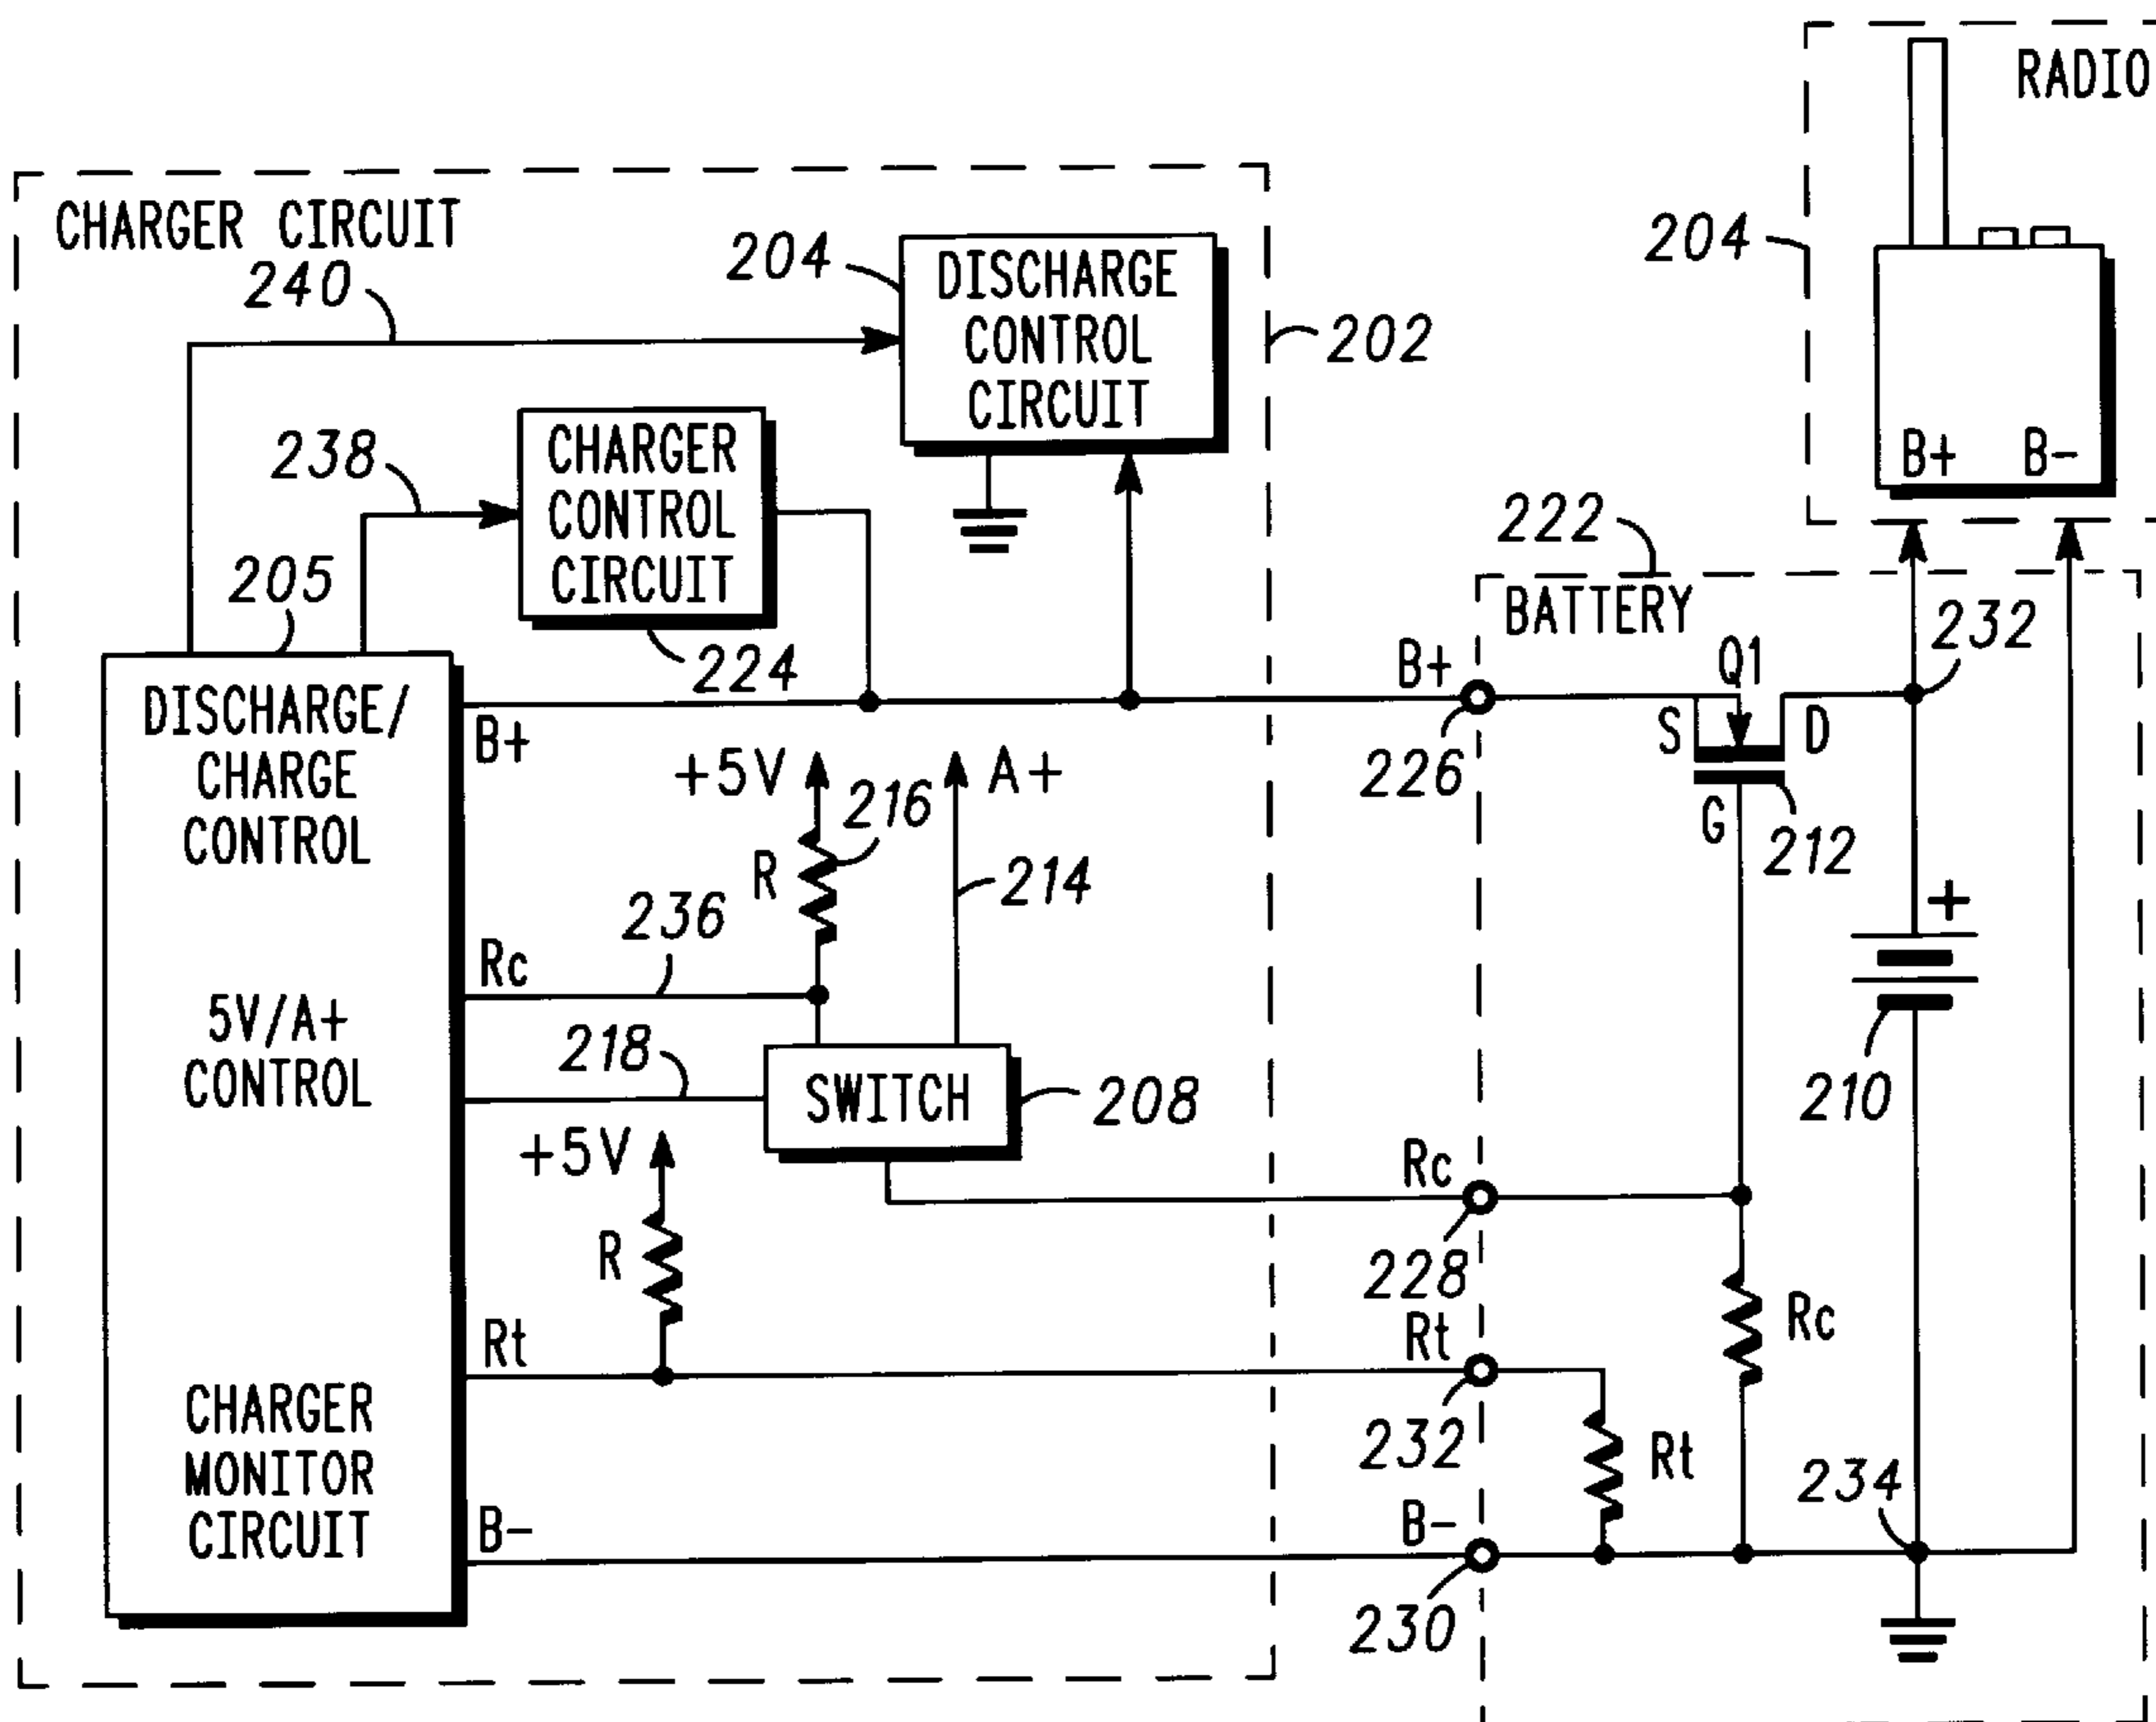 RADIO
CHARGER CIRCUIT
240
204
DISCHARGE
CONTROL
CIRCUIT
202
204
B+ B-
238
CHARGER
CONTROL
CIRCUIT
224
205
222
BATTERY
232
DISCHARGE/
CHARGE
CONTROL
5V/A+
CONTROL
CHARGER
MONITOR
CIRCUIT
B+
B+
226
Q1
S
D
G
212
+5V
A+
216
R
214
236
Rc
218
SWITCH
208
+
210
+5V
R
Rc
228
Rc
Rt
Rt
232
Rt
234
B-
B-
230